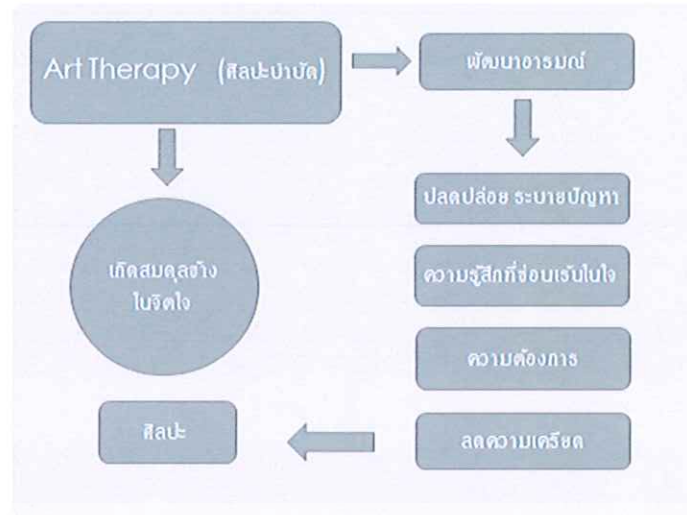 Art Therapy (ศิลปะบำบัด)
พัฒนาอารมณ์
ปลดปล่อย ระบายปัญหา
เกิดสมดุลข้าง
ในจิตใจ
ความรู้สึกที่ซ่อนเร้นในใจ
ความต้องการ
ศิลปะ
ลดความเครียด